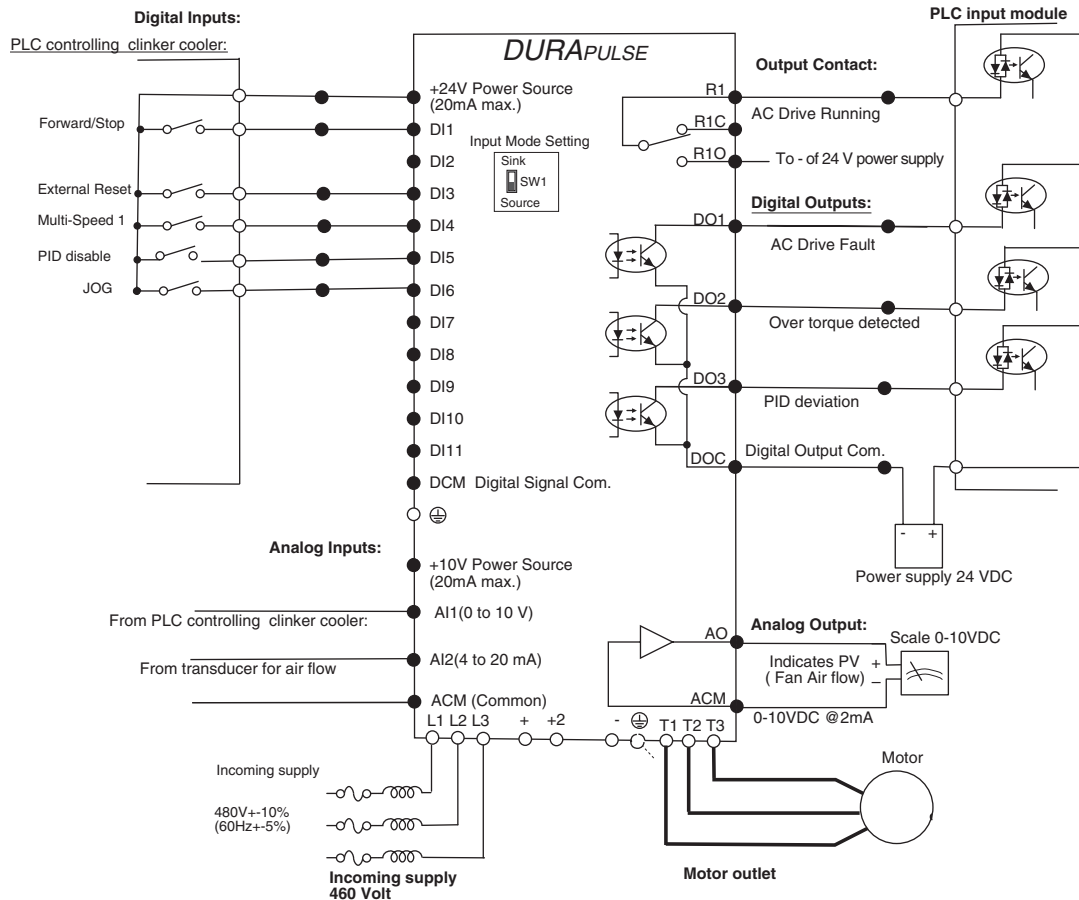 Digital Inputs:
PLC controlling clinker cooler:
DURAPULSE
PLC input module
+24V Power Source
(20mA max.)
Forward/Stop
DI1
DI2
External Reset
DI3
Multi-Speed 1
DI4
PID disable
DI5
JOG
DI6
DI7
DI8
DI9
DI10
DI11
DCM Digital Signal Com.
Input Mode Setting
Sink
SW1
Source
Output Contact:
R1
AC Drive Running
R1C
R1O
To - of 24 V power supply
Digital Outputs:
DO1
AC Drive Fault
DO2
Over torque detected
DO3
PID deviation
DOC
Digital Output Com.
- +
Power supply 24 VDC
Analog Inputs:
+10V Power Source
(20mA max.)
From PLC controlling clinker cooler:
AI1(0 to 10 V)
From transducer for air flow
AI2(4 to 20 mA)
ACM (Common)
Analog Output:
AO
Scale 0-10VDC
Indicates PV
( Fan Air flow)
+
–
ACM
0-10VDC @2mA
L1 L2 L3 + +2 - T1 T2 T3
Incoming supply
480V+-10%
(60Hz+-5%)
Incoming supply
460 Volt
Motor
Motor outlet